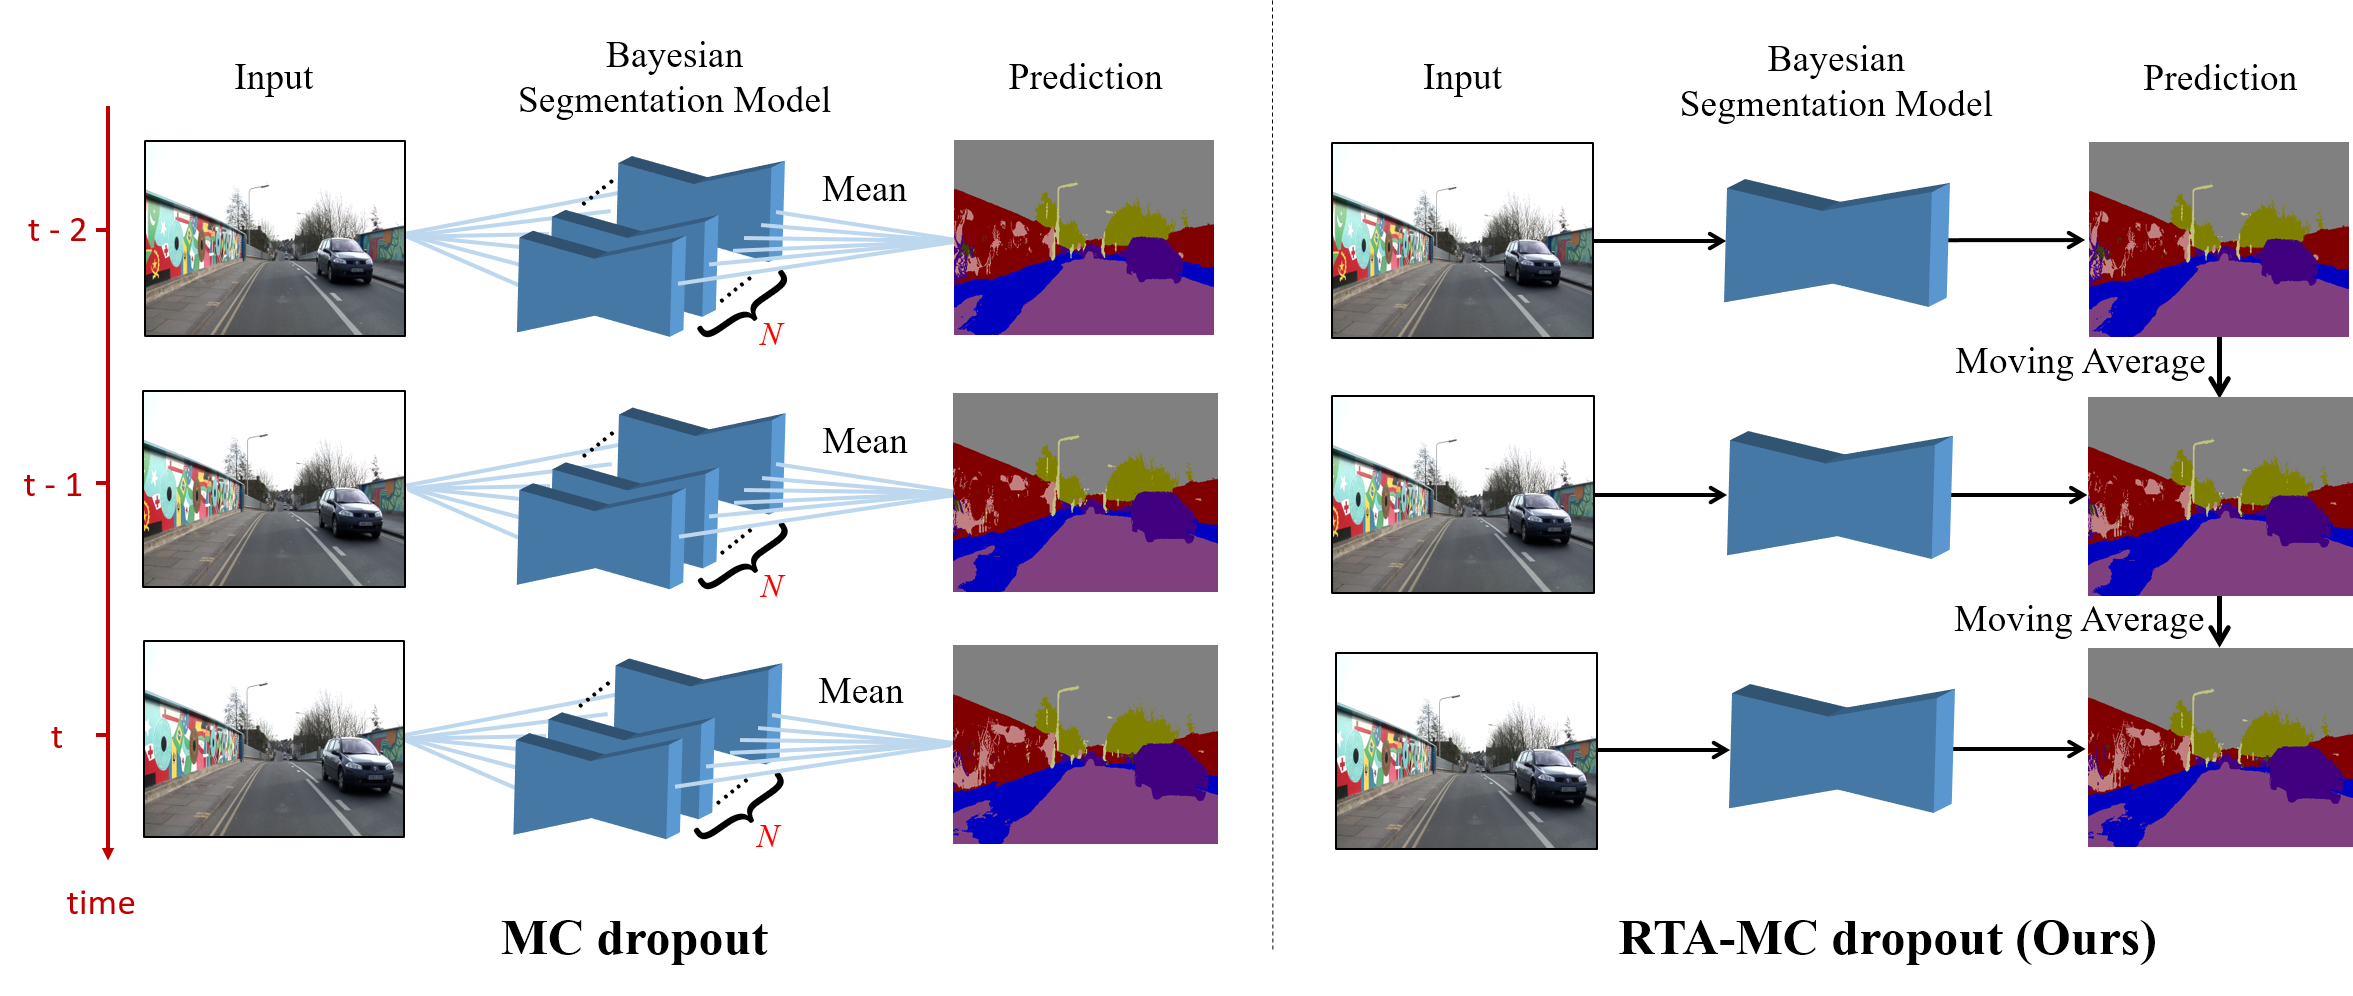 Input
Bayesian
Segmentation Model
Prediction
t - 2
Mean
N
t - 1
Mean
N
t
Mean
N
time
MC dropout
Input
Bayesian
Segmentation Model
Prediction
Moving Average
Moving Average
RTA-MC dropout (Ours)